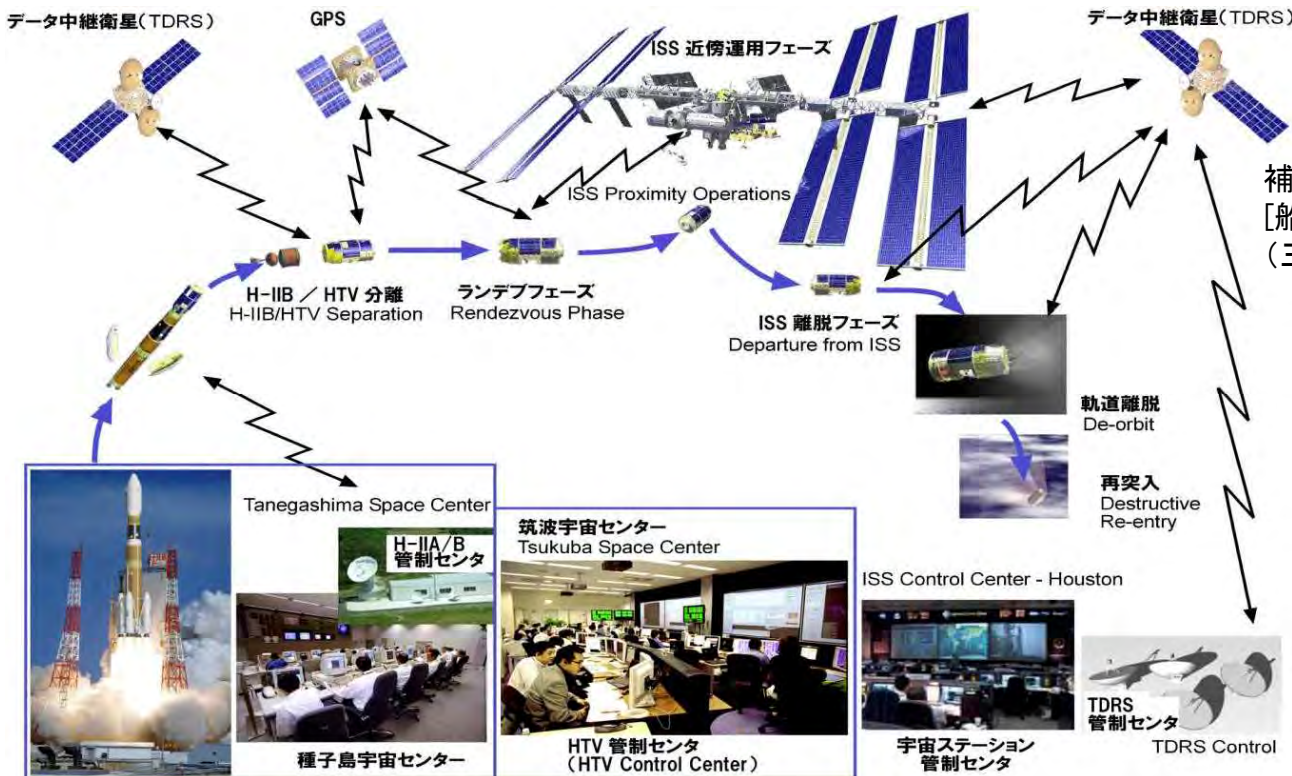 データ中継衛星(TDRS)
GPS
ISS 近傍運用フェーズ
データ中継衛星(TDRS)
補
[船
(三
ISS Proximity Operations
H-IIB / HTV 分離
H-IIB/HTV Separation
ランデブフェーズ
Rendezvous Phase
ISS 離脱フェーズ
Departure from ISS
軌道離脱
De-orbit
再突入
Destructive
Re-entry
Tanegashima Space Center
H-IIA/B
管制センタ
種子島宇宙センター
筑波宇宙センター
Tsukuba Space Center
HTV 管制センタ
(HTV Control Center)
ISS Control Center - Houston
宇宙ステーション
管制センタ
TDRS
管制センタ
TDRS Control